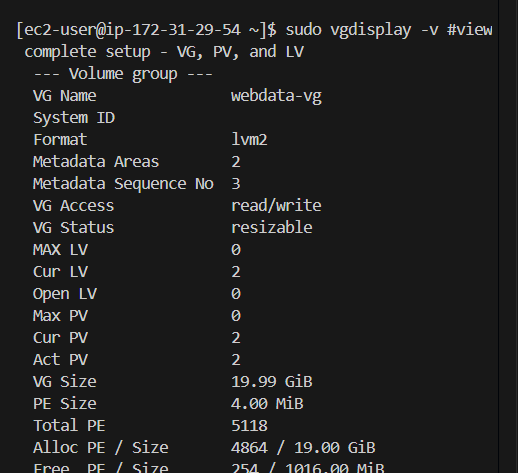 [ec2-user@ip-172-31-29-54 ~]$ sudo vgdisplay -v #view
complete setup - VG, PV, and LV
--- Volume group ---
VG Name webdata-vg
System ID
Format lvm2
Metadata Areas 2
Metadata Sequence No 3
VG Access read/write
VG Status resizable
MAX LV 0
Cur LV 2
Open LV 0
Max PV 0
Cur PV 2
Act PV 2
VG Size 19.99 GiB
PE Size 4.00 MiB
Total PE 5118
Alloc PE / Size 4864 / 19.00 GiB
Free PE / Size 254 / 1016.00 MiB